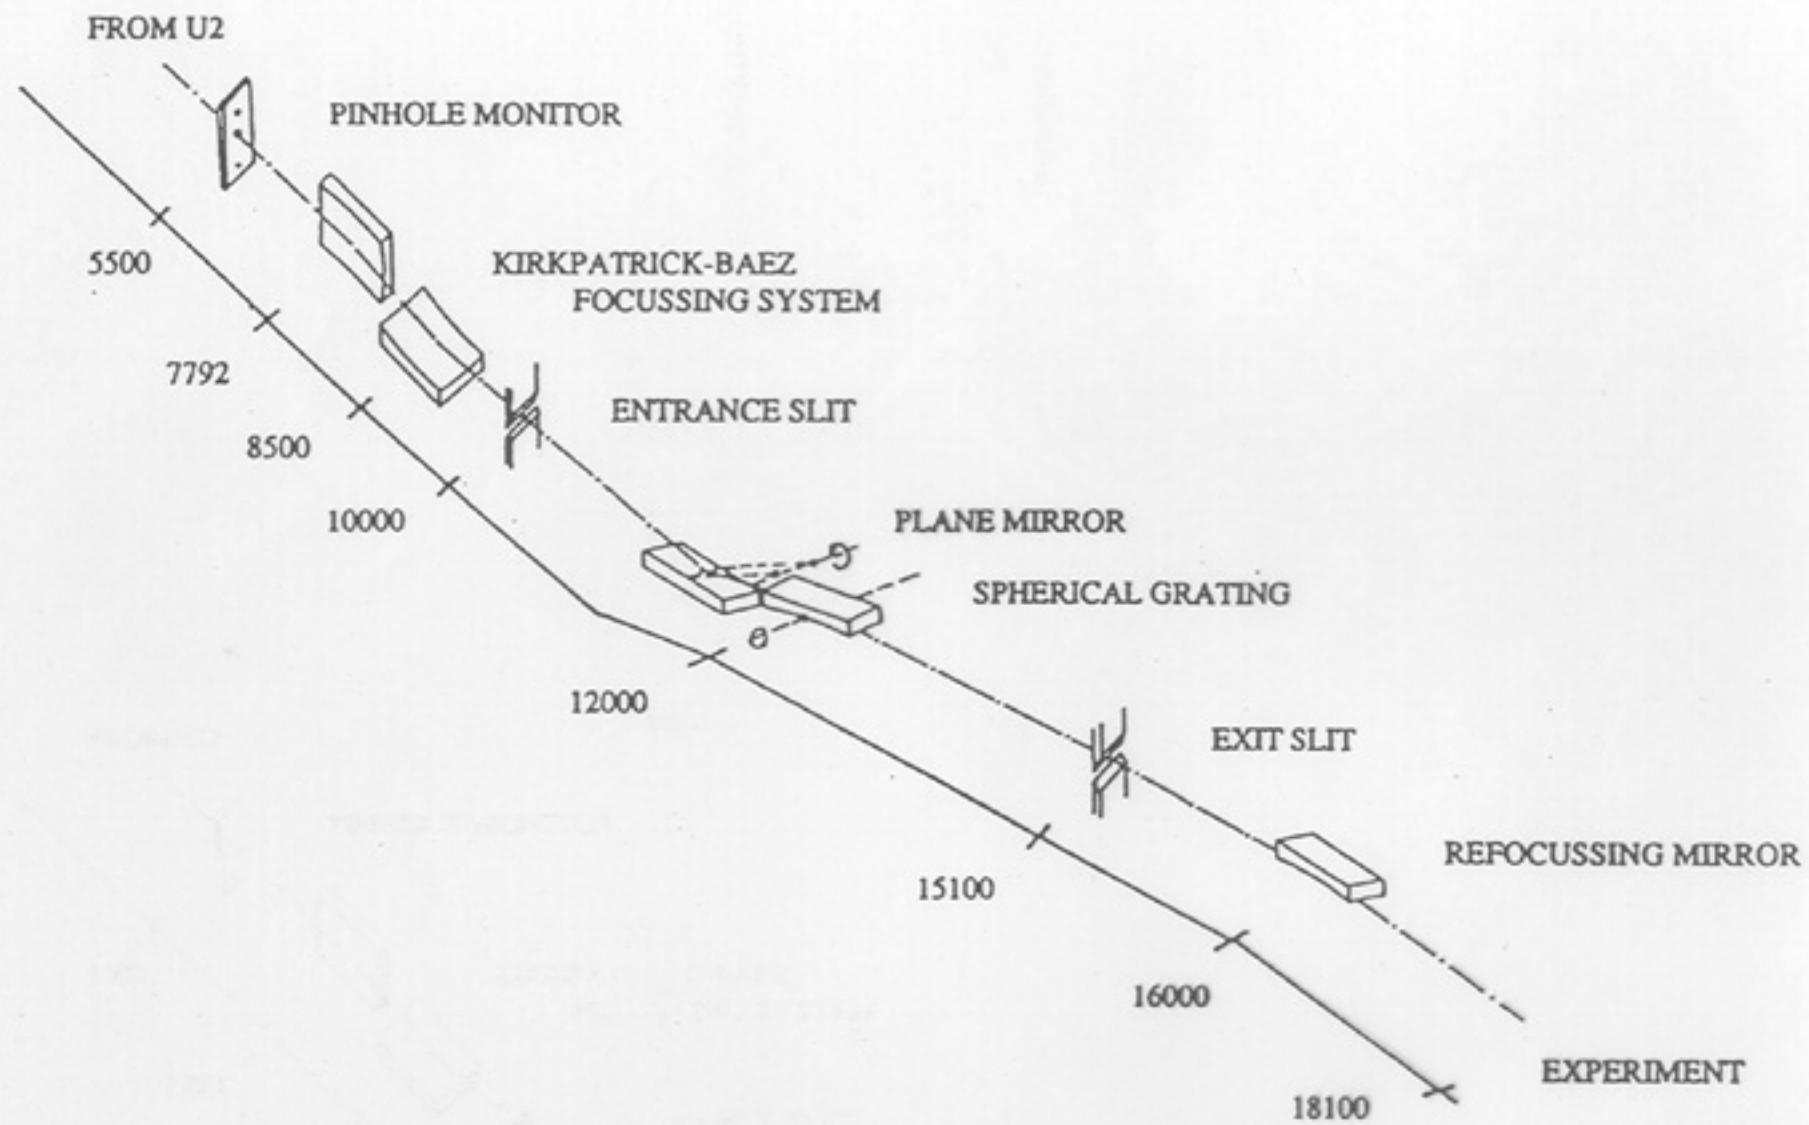 FROM U2
PINHOLE MONITOR
5500
KIRKPATRICK-BAEZ
FOCUSSING SYSTEM
7792
ENTRANCE SLIT
8500
10000
PLANE MIRROR
SPHERICAL GRATING
12000
EXIT SLIT
REFOCUSSING MIRROR
15100
16000
EXPERIMENT
18100